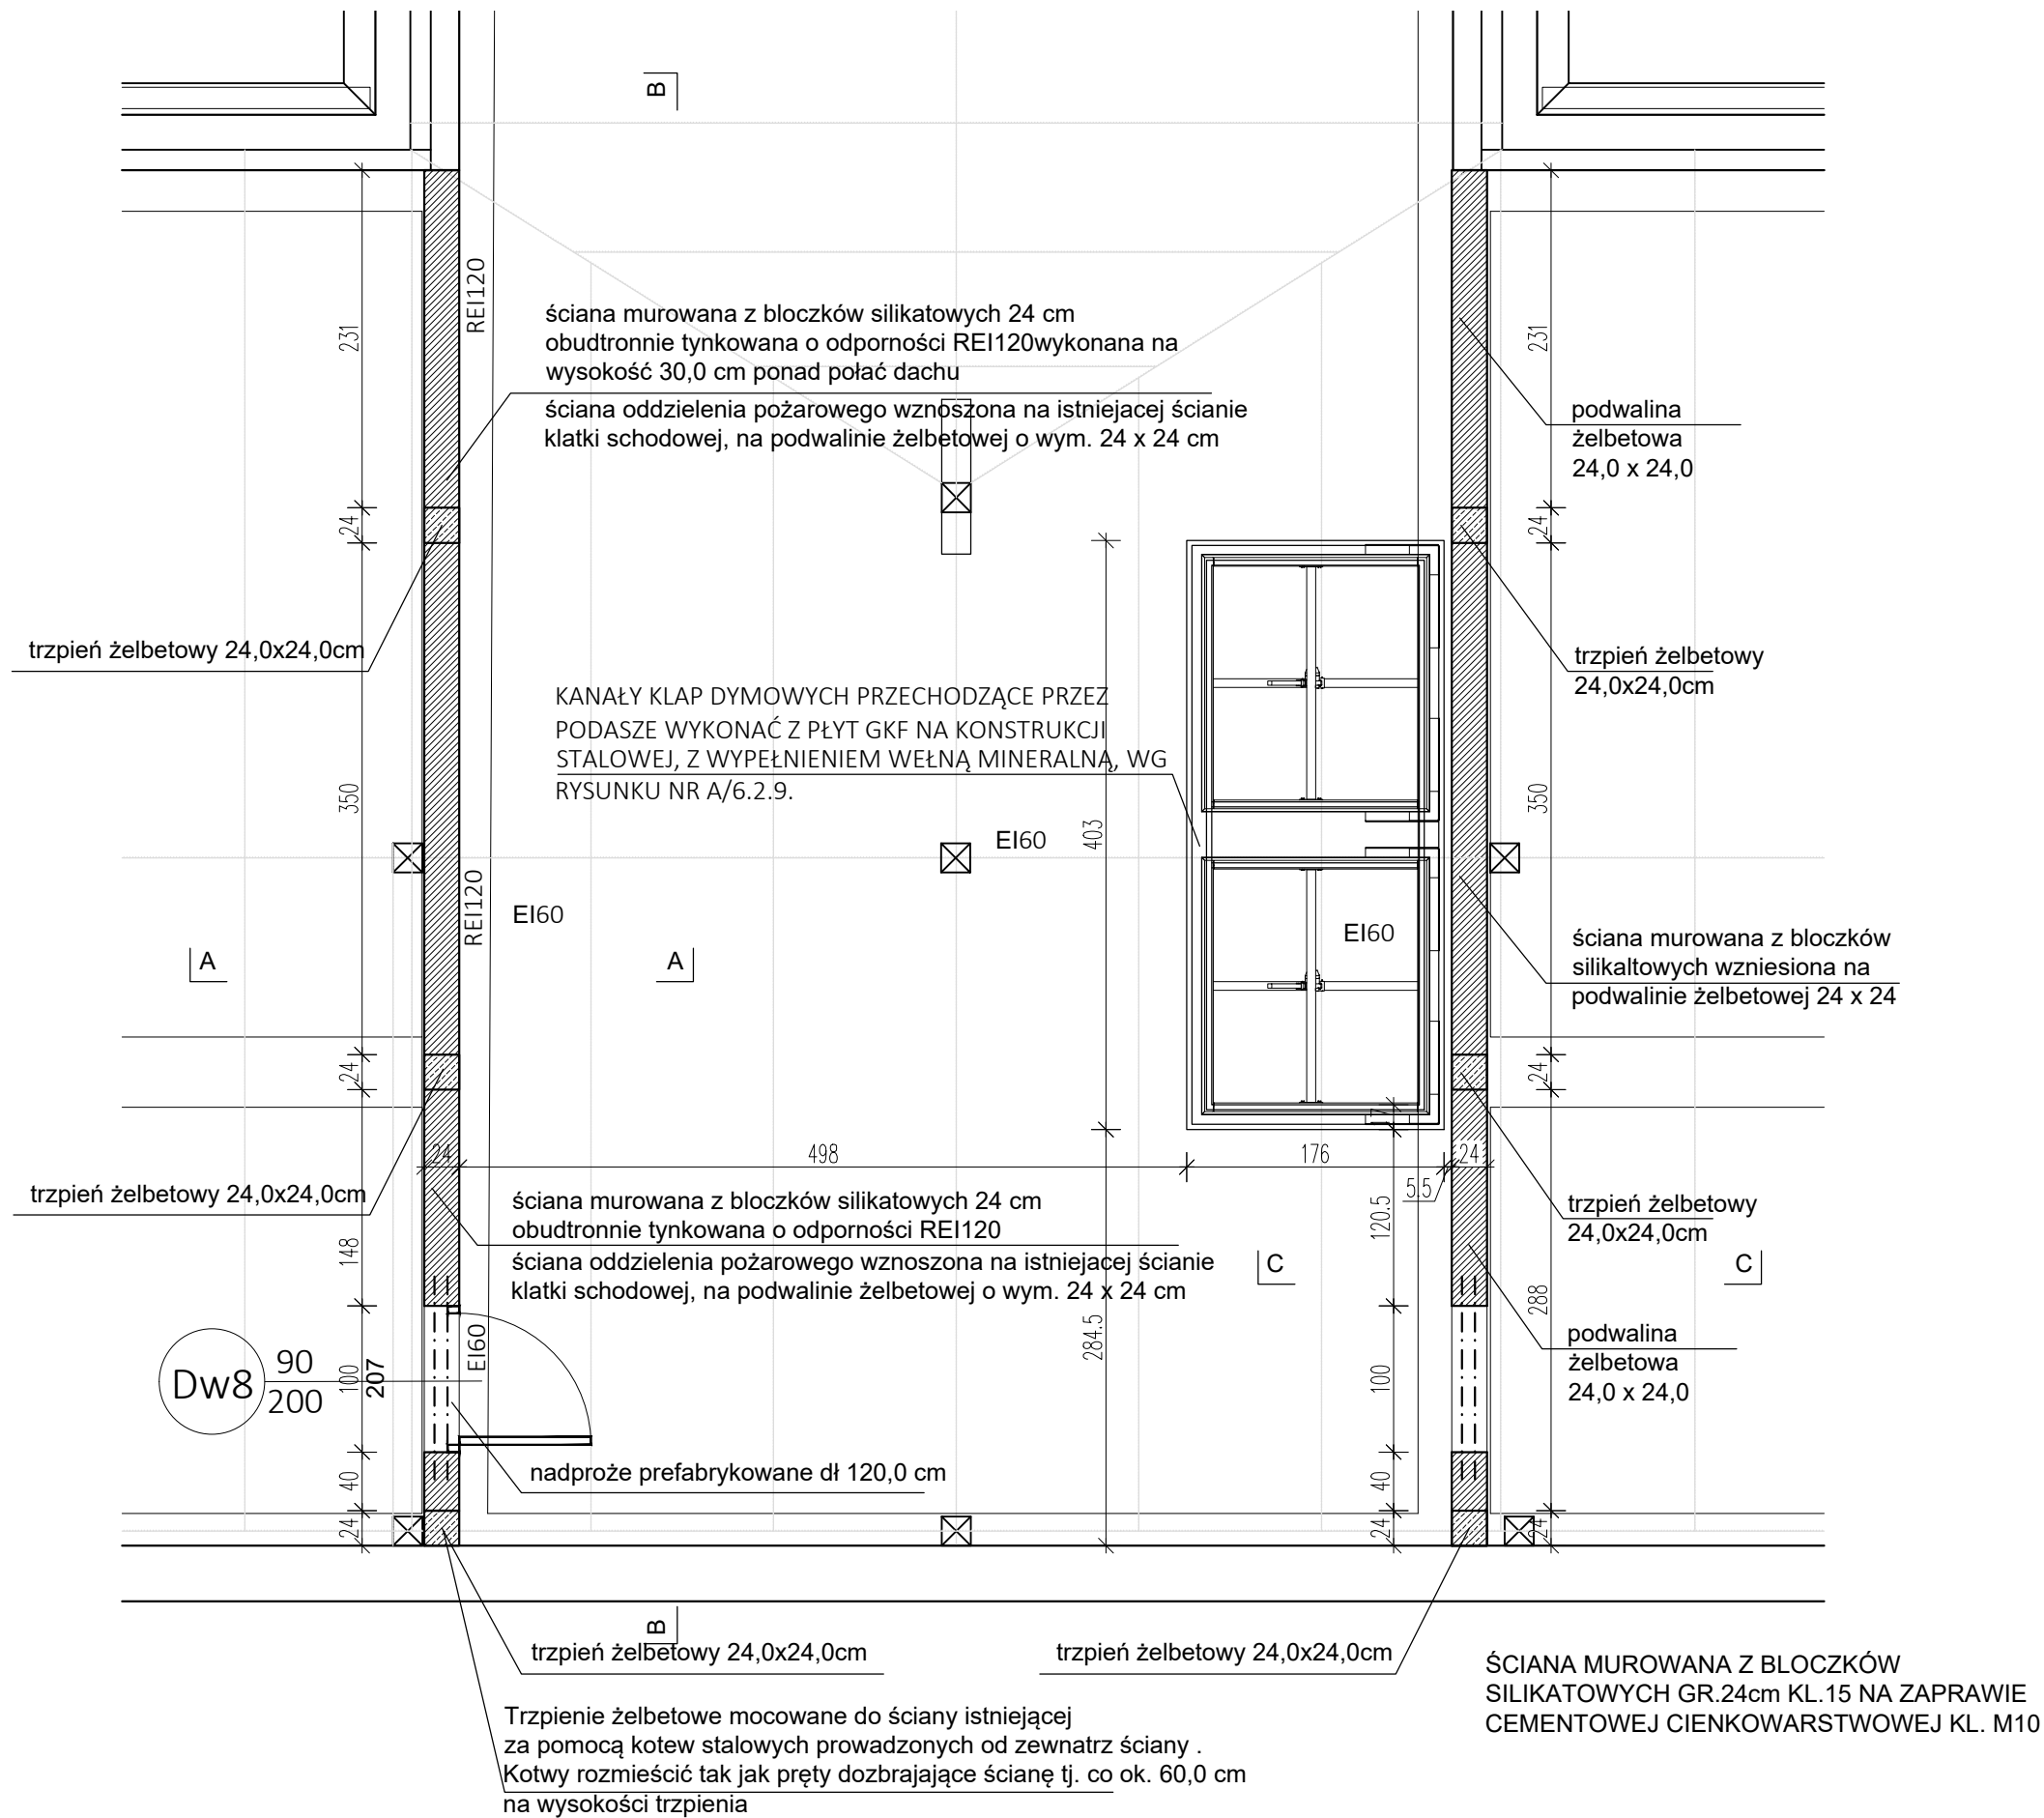 B
REI120
ściana murowana z bloczków silikatowych 24 cm
obudtronnie tynkowana o odporności REI120wykonana na
wysokość 30,0 cm ponad połać dachu
ściana oddzielenia pożarowego wznoszona na istniejacej ścianie
klatki schodowej, na podwalinie żelbetowej o wym. 24 x 24 cm
231
231
podwalina
żelbetowa
24,0 x 24,0
24
24
trzpień żelbetowy 24,0x24,0cm
trzpień żelbetowy
24,0x24,0cm
KANAŁY KLAP DYMOWYCH PRZECHODZĄCE PRZEZ
PODASZE WYKONAĆ Z PŁYT GKF NA KONSTRUKCJI
STALOWEJ, Z WYPEŁNIENIEM WEŁNĄ MINERALNĄ, WG
RYSUNKU NR A/6.2.9.
350
403
350
EI60
REI120
EI60
EI60
A
A
ściana murowana z bloczków
silikaltowych wzniesiona na
podwalinie żelbetowej 24 x 24
24
24
17
24
498
176
24
5.5
trzpień żelbetowy 24,0x24,0cm
ściana murowana z bloczków silikatowych 24 cm
obudtronnie tynkowana o odporności REI120
ściana oddzielenia pożarowego wznoszona na istniejacej ścianie
klatki schodowej, na podwalinie żelbetowej o wym. 24 x 24 cm
trzpień żelbetowy
24,0x24,0cm
148
120.5
C
C
288
284.5
podwalina
żelbetowa
24,0 x 24,0
Dw8
90
200
100
207
EI60
100
nadproże prefabrykowane dł 120,0 cm
40
40
24
24
24
B
trzpień żelbetowy 24,0x24,0cm
trzpień żelbetowy 24,0x24,0cm
ŚCIANA MUROWANA Z BLOCZKÓW
SILIKATOWYCH GR.24cm KL.15 NA ZAPRAWIE
CEMENTOWEJ CIENKOWARSTWOWEJ KL. M10
Trzpienie żelbetowe mocowane do ściany istniejącej
za pomocą kotew stalowych prowadzonych od zewnatrz ściany .
Kotwy rozmieścić tak jak pręty dozbrajające ścianę tj. co ok. 60,0 cm
na wysokości trzpienia